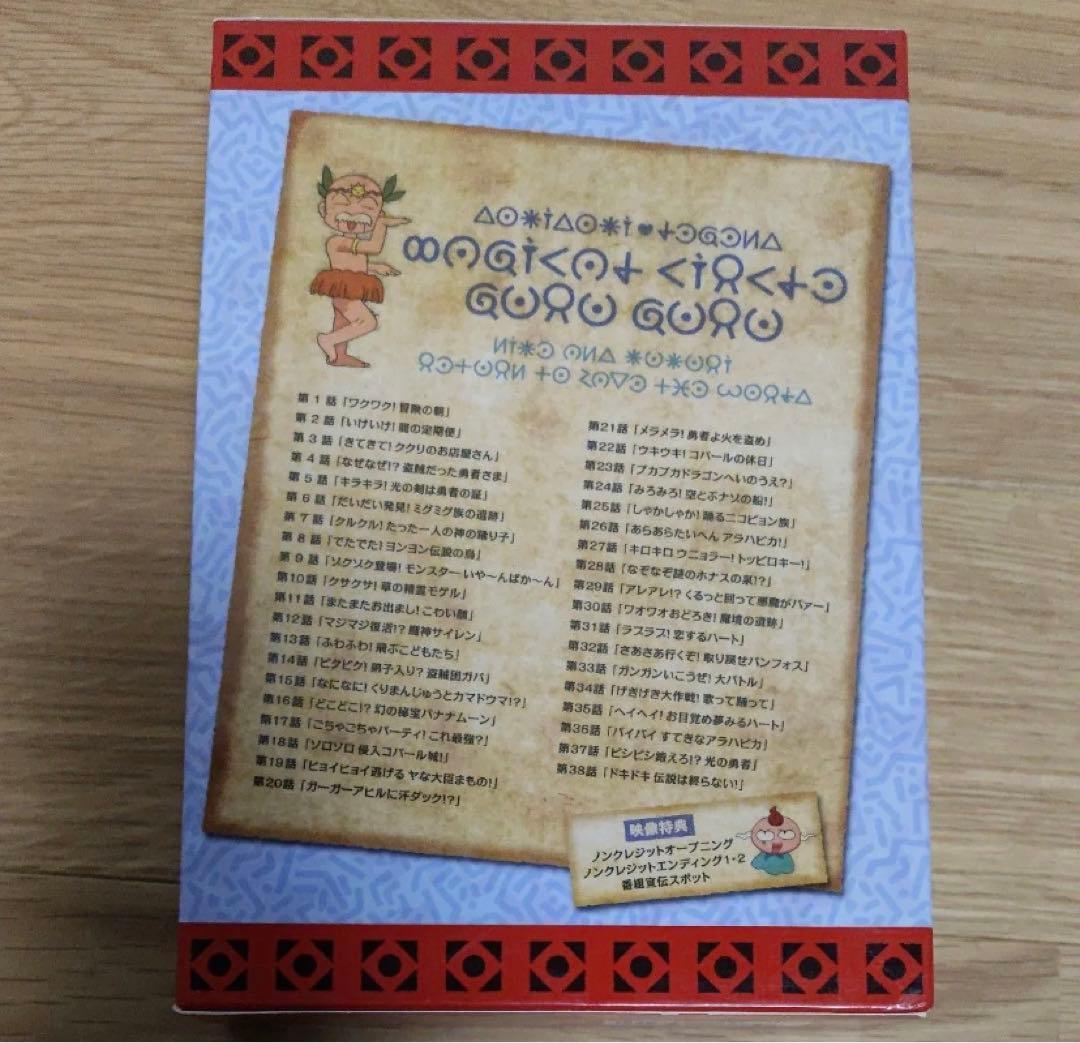 第1話「ワクワク!冒険の朝」
第2話「いけいけ!龍の定期便」
第3話「きてきて!ククリのお店屋さん」
第4話「なぜなぜ!?盗賊だった勇者さま」
第5話「キラキラ!光の剣は勇者の証」
第6話「だいだい発見!ミグミグ族の遺跡」
第7話「クルクル!たった一人の神の踊り子」
第8話「でたでた!ヨンヨン伝説の島」
第9話「ゾクゾク登場!モンスターいや〜んばか〜ん」
第10話「クサクサ!草の精霊モゲル」
第11話「またまたお出まし!こわい顔」
第12話「マジマジ復活!?魔神サイレン」
第13話「ふわふわ!飛ぶこどもたち」
第14話「ピクピク!弟子入り?盗賊団ガバ」
第15話「なになに!くりまんじゅうとカマドウマ!?」
第16話「どこどこ!?幻の秘宝バナナムーン」
第17話「ごちゃごちゃパーティ!これ最強?」
第18話「ソロソロ 侵入コパール城!」
第19話「ヒョイヒョイ逃げる ヤな大臣まもの!」
第20話「ガーガーアヒルに汗ダック!?」
第21話「メラメラ!勇者よ火を盗め」
第22話「ウキウキ!コパールの休日」
第23話「プカプカドラゴンへいのうえ?」
第24話「みろみろ!空とぶナゾの船!」
第25話「しゃかしゃか!踊るニコピョン族」
第26話「あらあらたいへん アラハビカ!」
第27話「キロキロ ウニョラー!トッピロキー!」
第28話「なぞなぞ謎のホナスの泉!?」
第29話「アレアレ!?くるっと回って悪魔がバァー」
第30話「ワオワオおどろき!魔境の遺跡」
第31話「ラブラブ!恋するハート」
第32話「さあさあ行くぞ!取り戻せパンフォス」
第33話「ガンガンいこうぜ!大バトル」
第34話「げきげき大作戦!歌って踊って」
第35話「ヘイヘイ!お目覚め夢みるハート」
第36話「バイバイ すてきなアラハビカ」
第37話「ビシビシ鍛えろ!?光の勇者」
第38話「ドキドキ 伝説は終らない!」
映像特典
ノンクレジットオープニング
ノンクレジットエンディング1・2
番組宣伝スポット